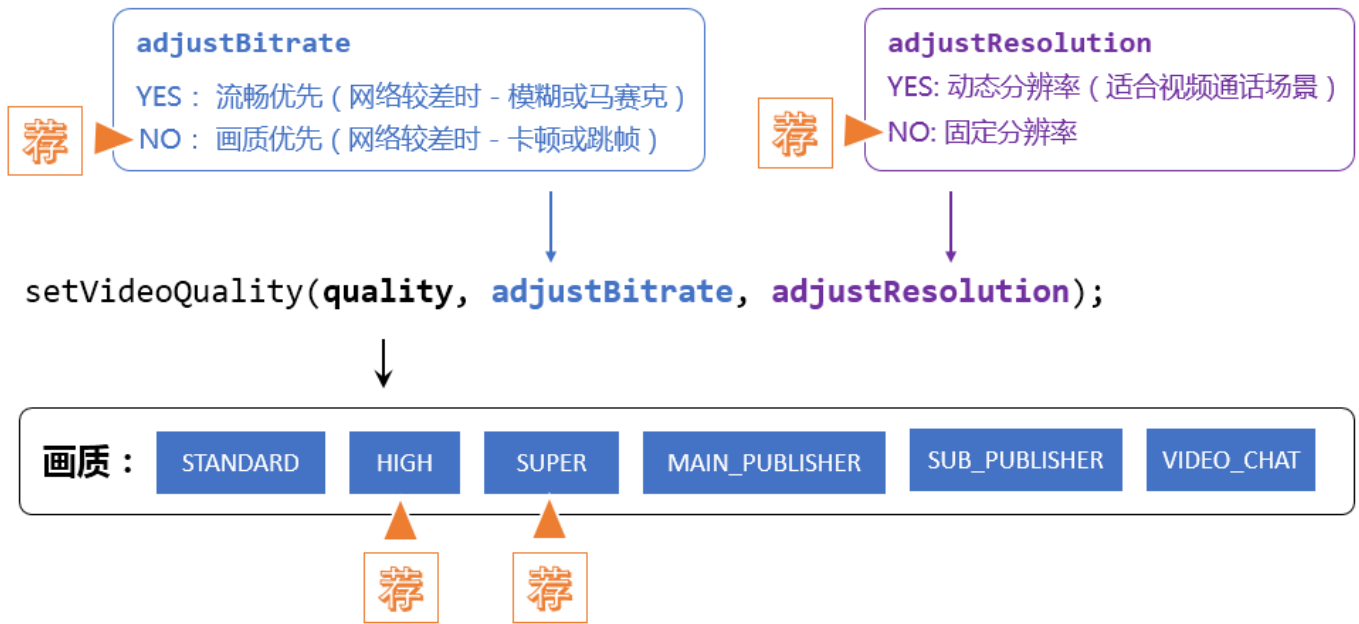 adjustBitrate
YES： 流畅优先（网络较差时 - 模糊或马赛克）
荐
NO： 画质优先（网络较差时 - 卡顿或跳帧）
adjustResolution
YES: 动态分辨率（适合视频通话场景）
荐
NO: 固定分辨率
setVideoQuality(quality, adjustBitrate, adjustResolution);
画质： STANDARD HIGH SUPER MAIN_PUBLISHER SUB_PUBLISHER VIDEO_CHAT
荐 荐